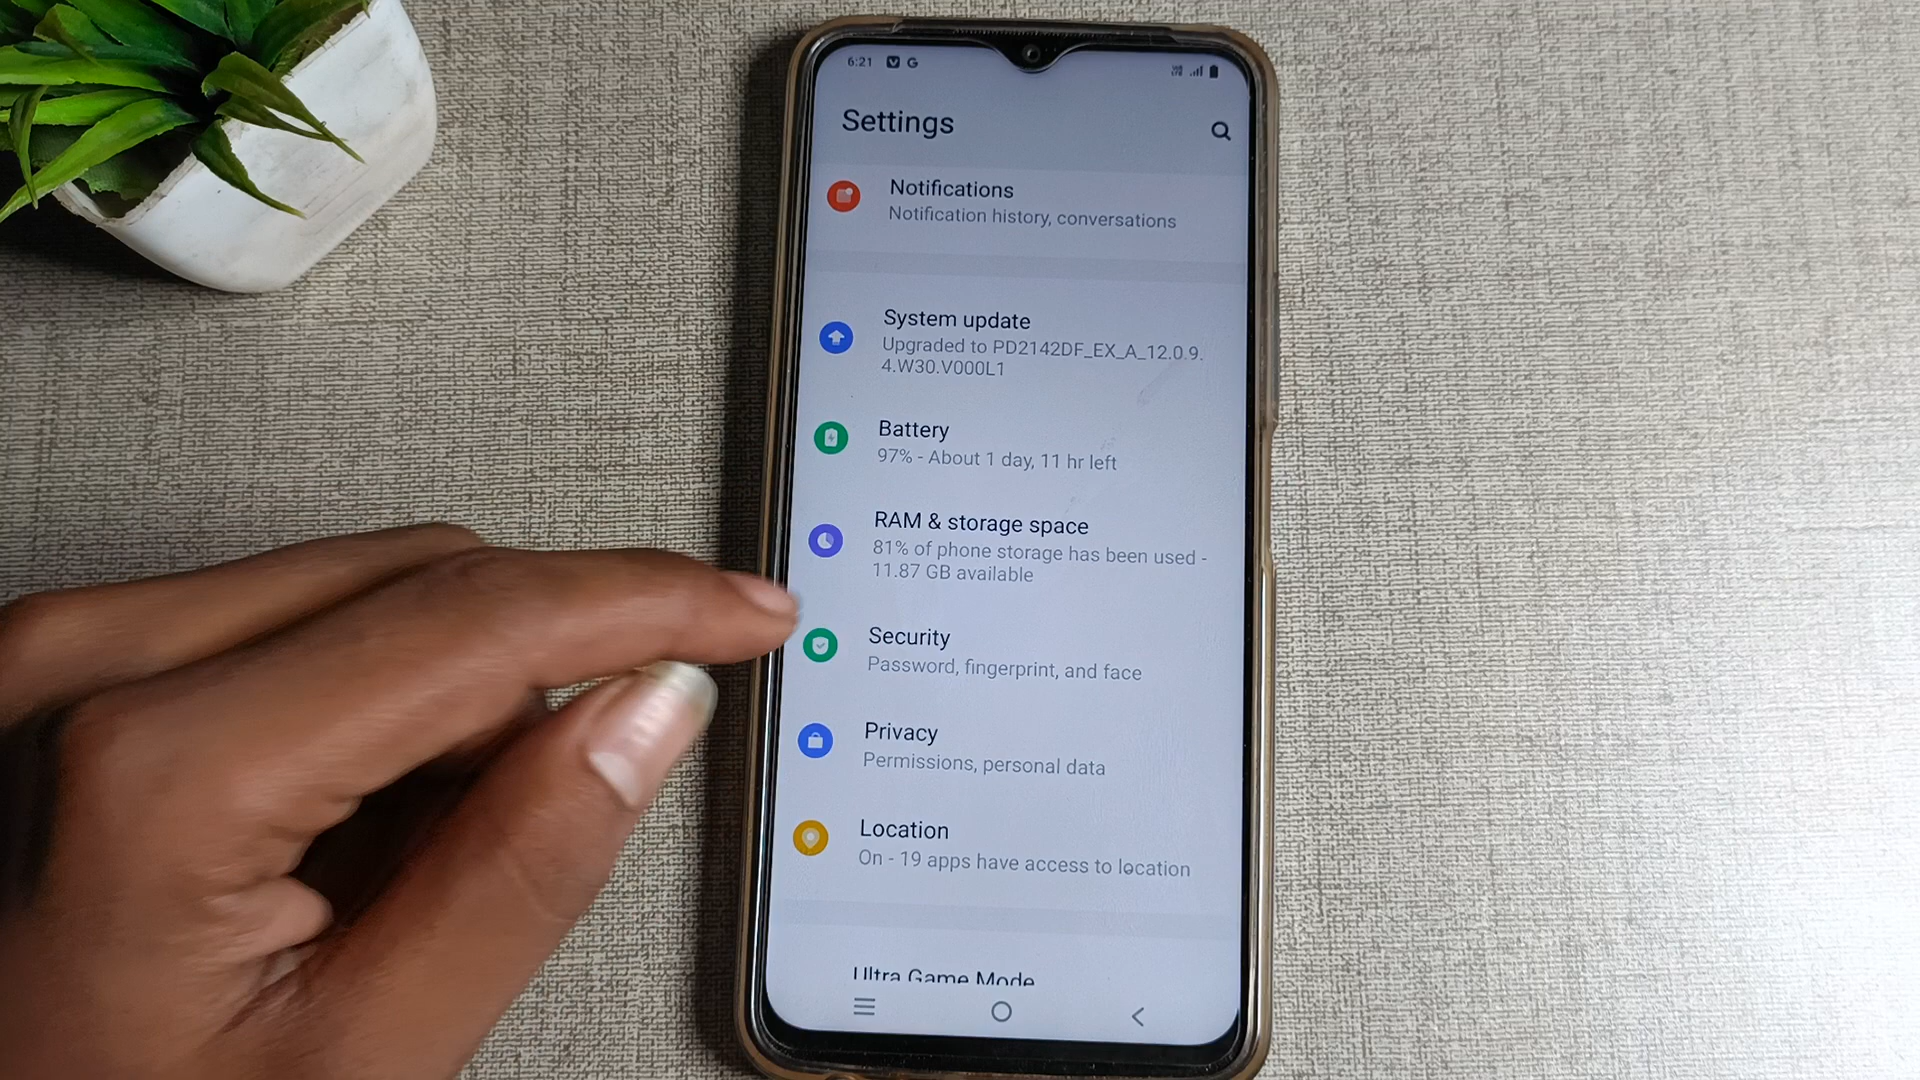 6:21
Settings
Notifications
Notification history, conversations
System update
Upgraded to PD2142DF_EX_A_12.0.9.
4.W30.V000L1
Battery
97% - About 1 day, 11 hr left
RAM & storage space
81% of phone storage has been used -
11.87 GB available
Security
Password, fingerprint, and face
Privacy
Permissions, personal data
Location
On - 19 apps have access to location
Ultra Game Mode